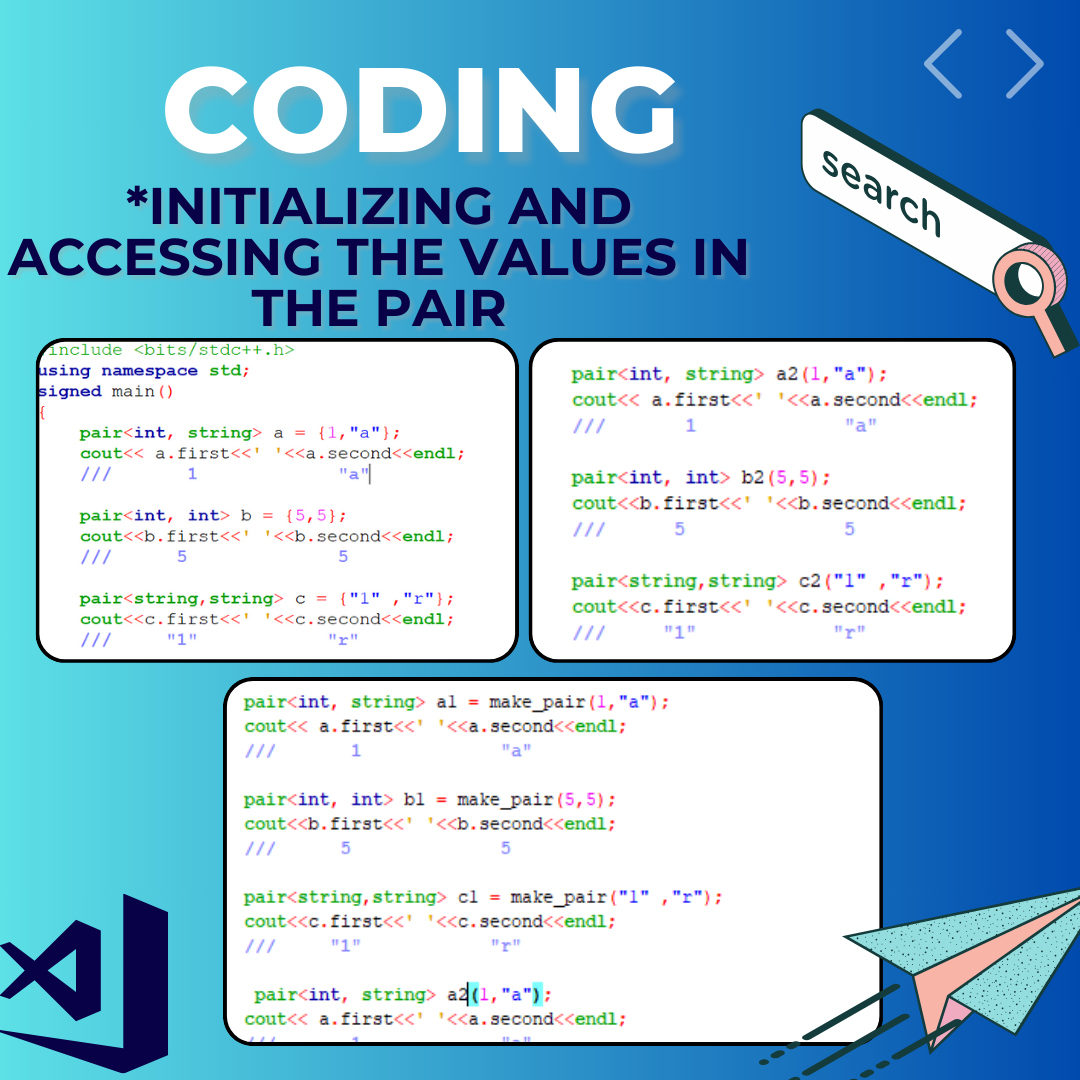 CODING
*INITIALIZING AND
ACCESSING THE VALUES IN
THE PAIR
search
include <bits/stdc++.h>
using namespace std;
signed main()
{
pair<int, string> a = {1,"a"};
cout<< a.first<<' '<<a.second<<endl;
/// 1 "a"
pair<int, int> b = {5,5};
cout<<b.first<<' '<<b.second<<endl;
/// 5 5
pair<string,string> c = {"1" ,"r"};
cout<<c.first<<' '<<c.second<<endl;
/// "1" "r"
pair<int, string> a2(1,"a");
cout<< a.first<<' '<<a.second<<endl;
/// 1 "a"
pair<int, int> b2(5,5);
cout<<b.first<<' '<<b.second<<endl;
/// 5 5
pair<string,string> c2("1" ,"r");
cout<<c.first<<' '<<c.second<<endl;
/// "1" "r"
pair<int, string> a1 = make_pair(1,"a");
cout<< a.first<<' '<<a.second<<endl;
/// 1 "a"
pair<int, int> b1 = make_pair(5,5);
cout<<b.first<<' '<<b.second<<endl;
/// 5 5
pair<string,string> c1 = make_pair("1" ,"r");
cout<<c.first<<' '<<c.second<<endl;
/// "1" "r"
pair<int, string> a2(1,"a");
cout<< a.first<<' '<<a.second<<endl;